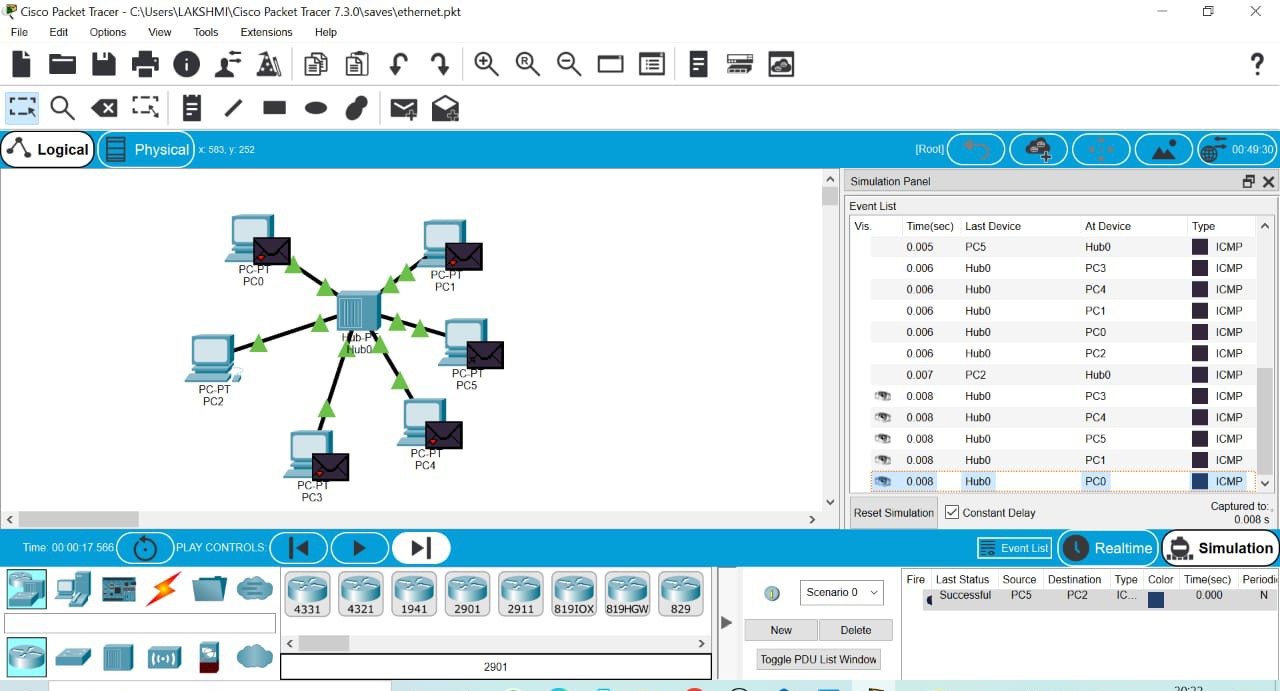 Cisco Packet Tracer - C:\Users\LAKSHMI\Cisco Packet Tracer 7.3.0\saves\ethernet.pkt
File Edit Options View Tools Extensions Help
Logical Physical x: 583, y: 252 [Root] 00:49:30
Simulation Panel
Event List
Vis. Time(sec) Last Device At Device Type
0.005 PC5 Hub0 ICMP
0.006 Hub0 PC3 ICMP
0.006 Hub0 PC4 ICMP
0.006 Hub0 PC1 ICMP
0.006 Hub0 PC0 ICMP
0.006 Hub0 PC2 ICMP
0.007 PC2 Hub0 ICMP
0.008 Hub0 PC3 ICMP
0.008 Hub0 PC4 ICMP
0.008 Hub0 PC5 ICMP
0.008 Hub0 PC1 ICMP
0.008 Hub0 PC0 ICMP
Reset Simulation Constant Delay Captured to:
0.008 s
PC-PT
PC0
PC-PT
PC1
Hub-PT
Hub0
PC-PT
PC5
PC-PT
PC2
PC-PT
PC4
PC-PT
PC3
Time: 00:00:17.566 PLAY CONTROLS: Event List Realtime Simulation
4331 4321 1941 2901 2911 819IOX 819HGW 829
2901
Scenario 0
New Delete
Toggle PDU List Window
Fire Last Status Source Destination Type Color Time(sec) Periodi
Successful PC5 PC2 IC... 0.000 N